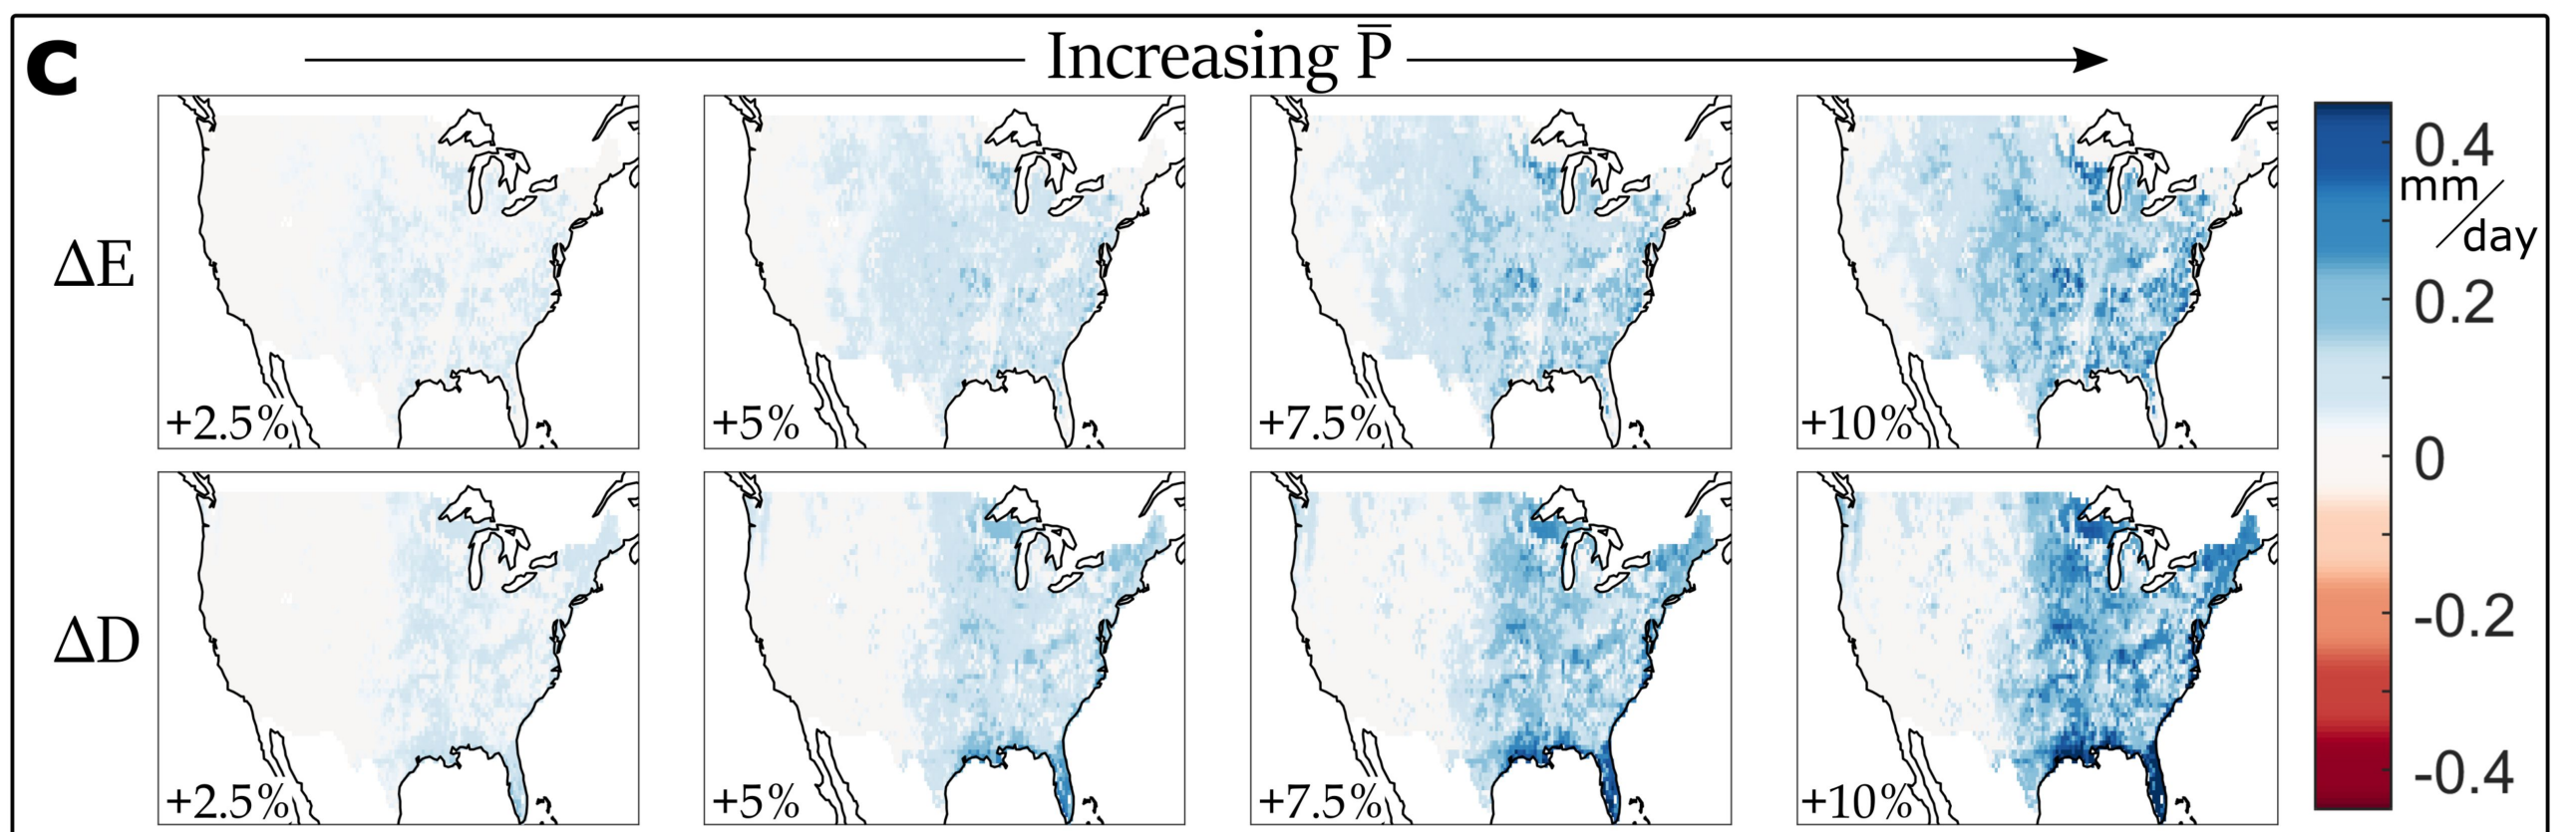 c
Increasing P̅
ΔE
+2.5%
+5%
+7.5%
+10%
ΔD
+2.5%
+5%
+7.5%
+10%
0.4
mm/day
0.2
0
-0.2
-0.4